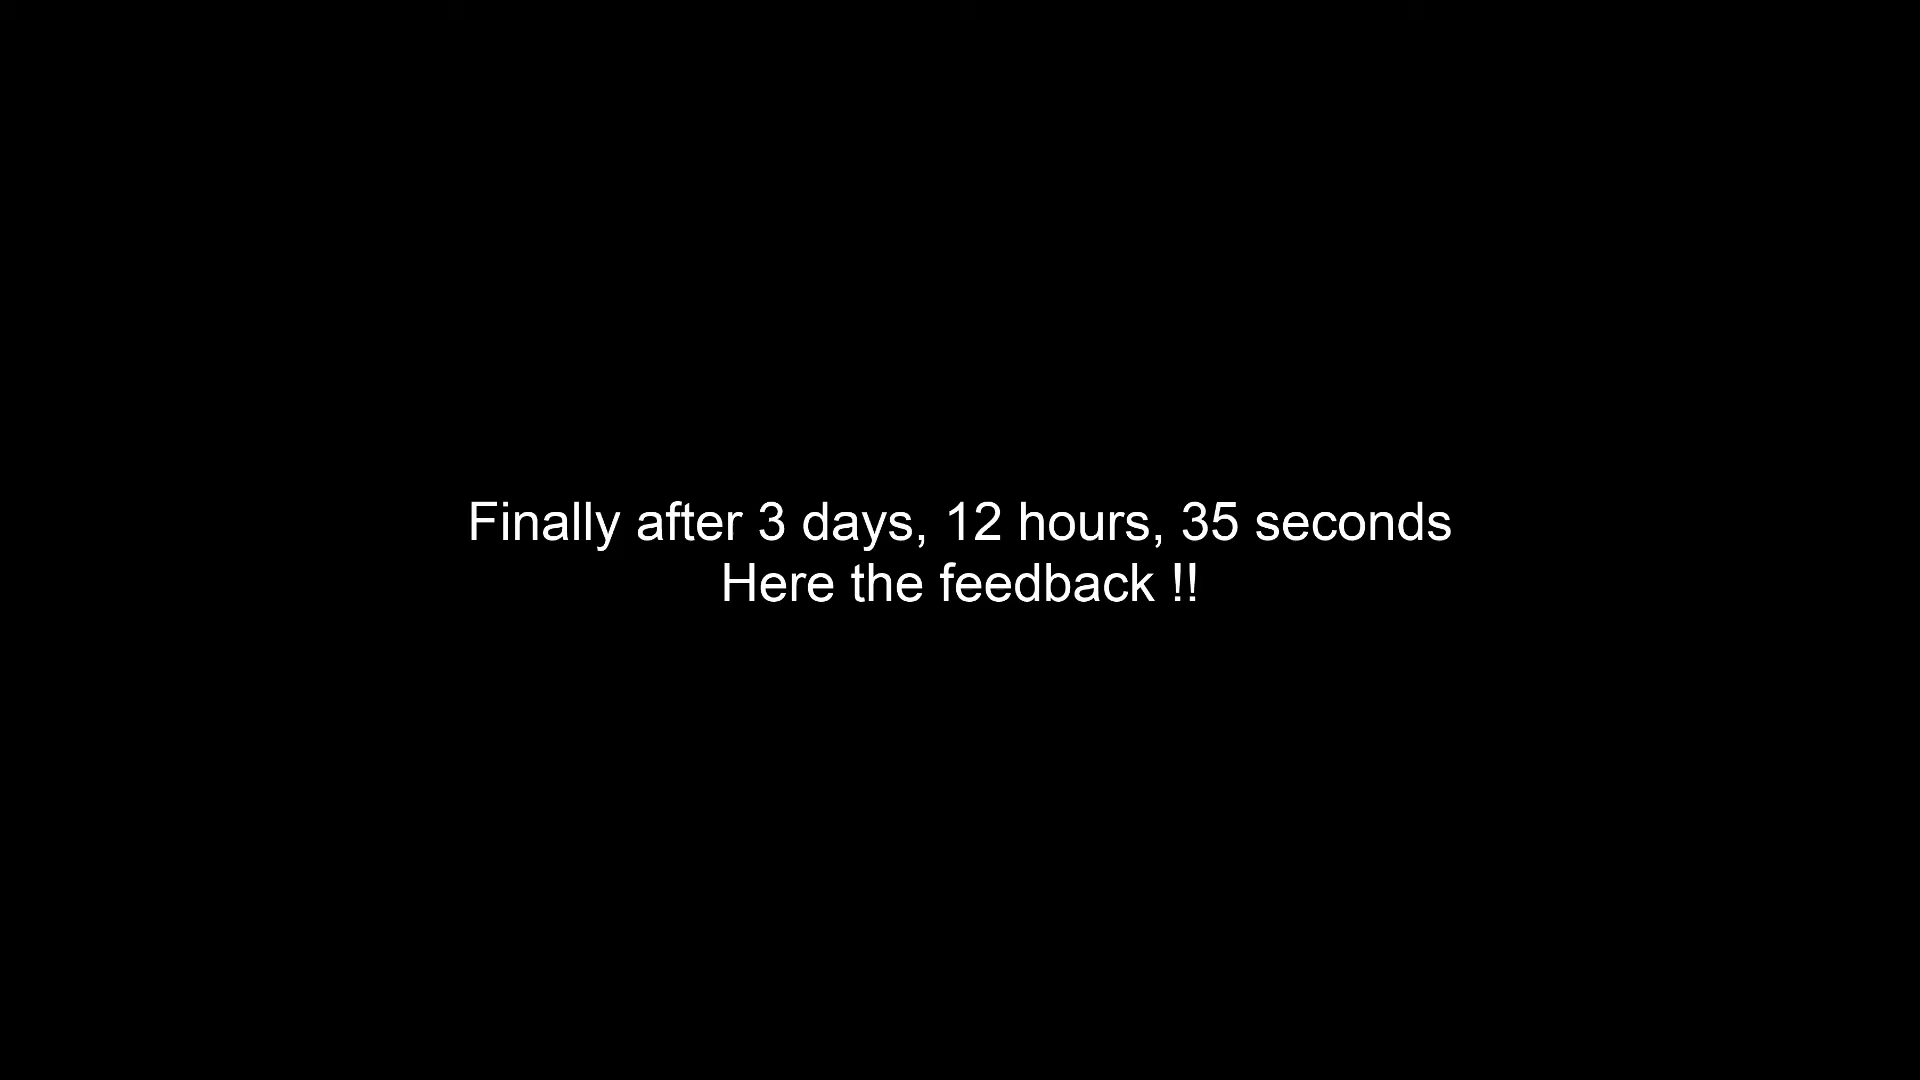 Finally after 3 days, 12 hours, 35 seconds
Here the feedback !!